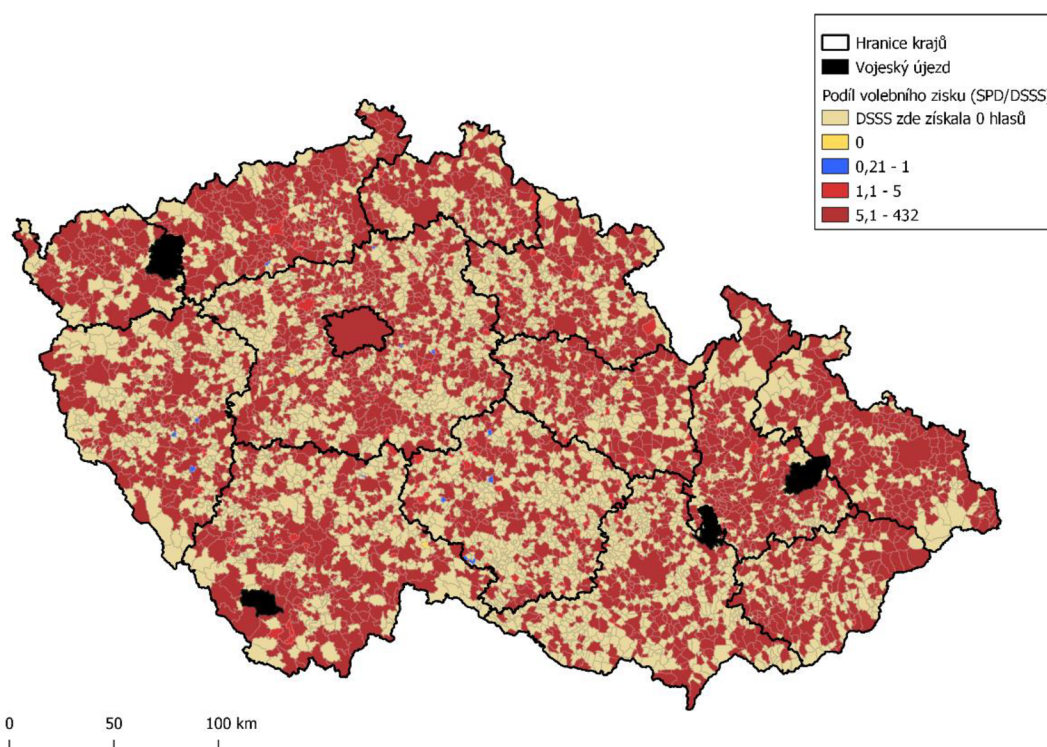 Hranice krajů
Vojeský újezd
Podíl volebního zisku (SPD/DSSS)
DSSS zde získala 0 hlasů
0
0,21 - 1
1,1 - 5
5,1 - 432
0 50 100 km